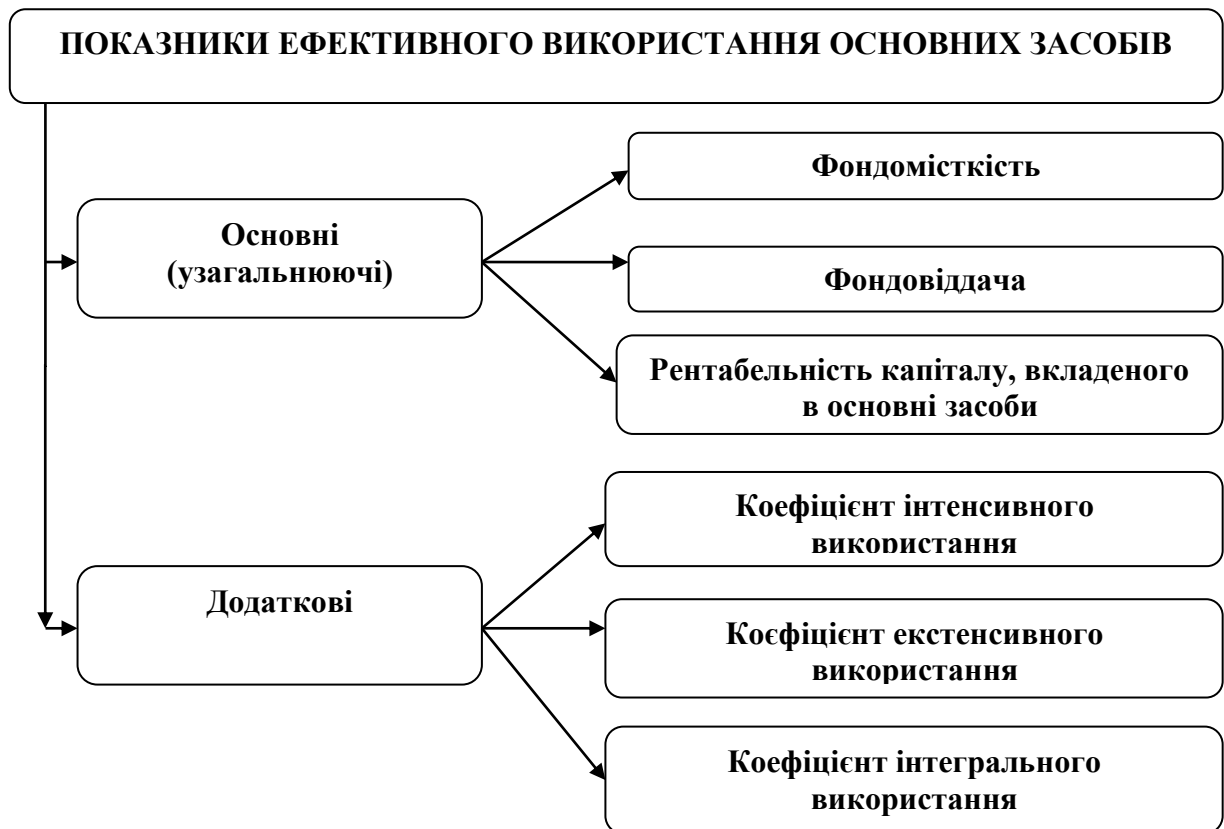 ПОКАЗНИКИ ЕФЕКТИВНОГО ВИКОРИСТАННЯ ОСНОВНИХ ЗАСОБІВ
Основні
(узагальнюючі)
Фондомісткість
Фондовіддача
Рентабельність капіталу, вкладеного
в основні засоби
Додаткові
Коефіцієнт інтенсивного
використання
Коєфіцієнт екстенсивного
використання
Коефіцієнт інтегрального
використання